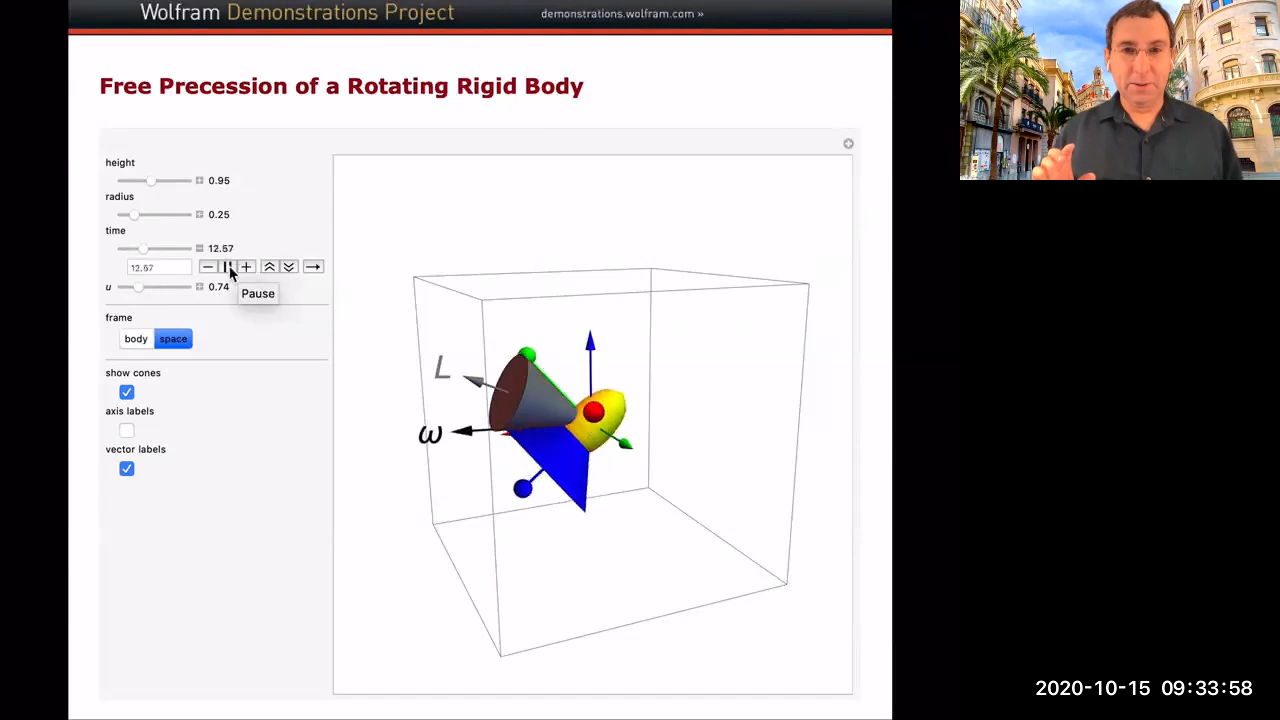 Wolfram Demonstrations Project
demonstrations.wolfram.com »
Free Precession of a Rotating Rigid Body
height
0.95
radius
0.25
time
12.57
12.57
u
0.74
Pause
frame
body space
show cones
axis labels
vector labels
L
ω
2020-10-15 09:33:58